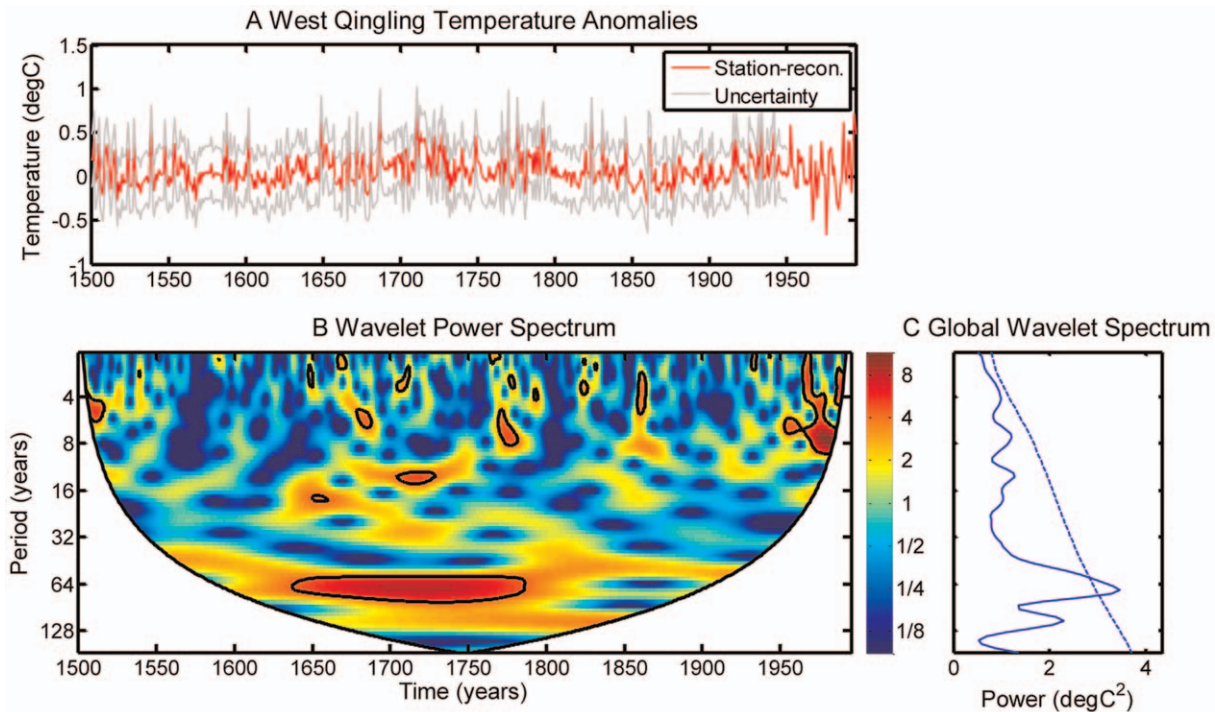 A West Qingling Temperature Anomalies
Temperature (degC)
1.5
1
0.5
0
-0.5
-1
Station-recon.
Uncertainty
1500 1550 1600 1650 1700 1750 1800 1850 1900 1950
B Wavelet Power Spectrum
Period (years)
4
8
16
32
64
128
1500 1550 1600 1650 1700 1750 1800 1850 1900 1950
Time (years)
8
4
2
1
1/2
1/4
1/8
C Global Wavelet Spectrum
0 2 4
Power (degC²)